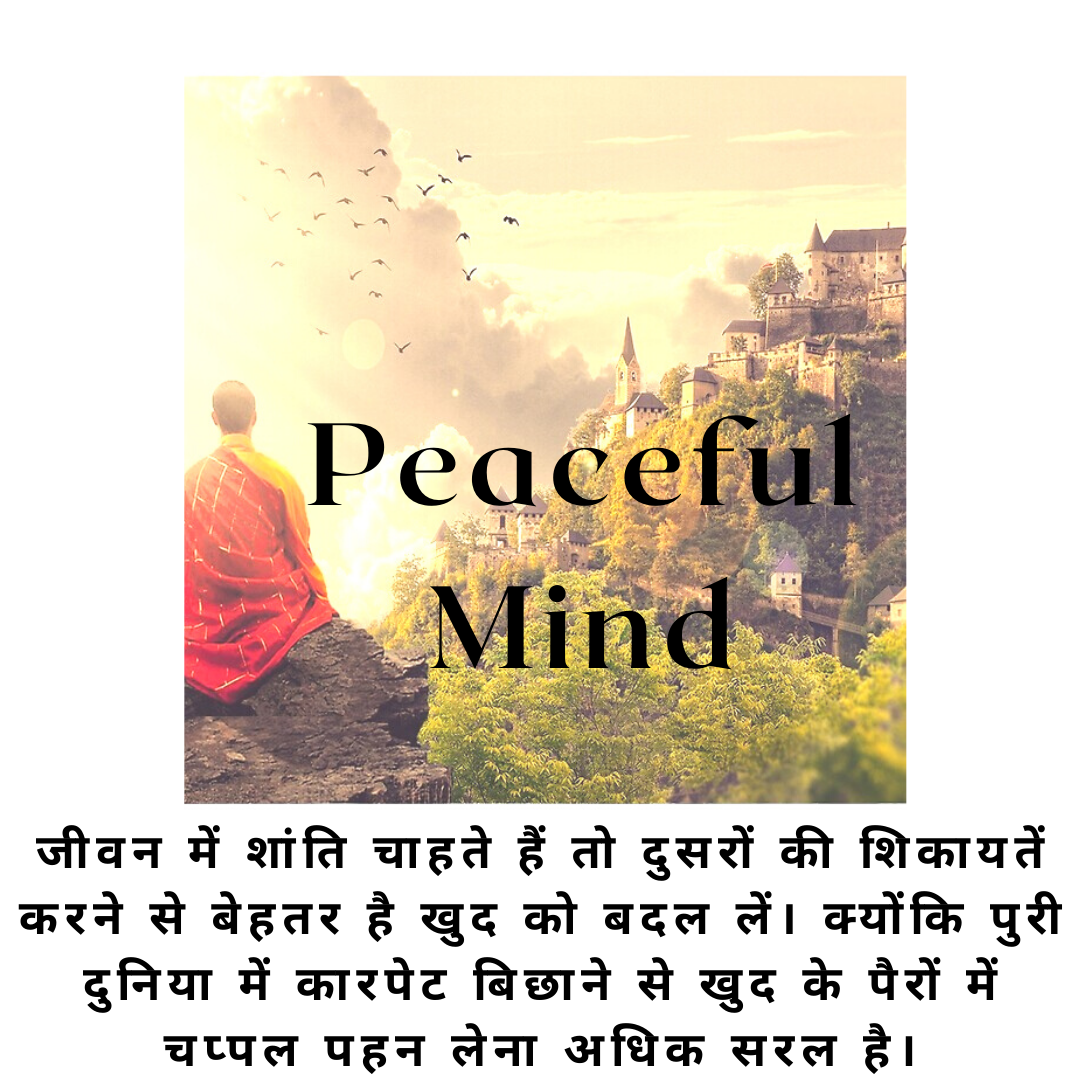 Peaceful
Mind
जीवन में शांति चाहते हैं तो दुसरों की शिकायतें
करने से बेहतर है खुद को बदल लें। क्योंकि पुरी
दुनिया में कारपेट बिछाने से खुद के पैरों में
चप्पल पहन लेना अधिक सरल है।